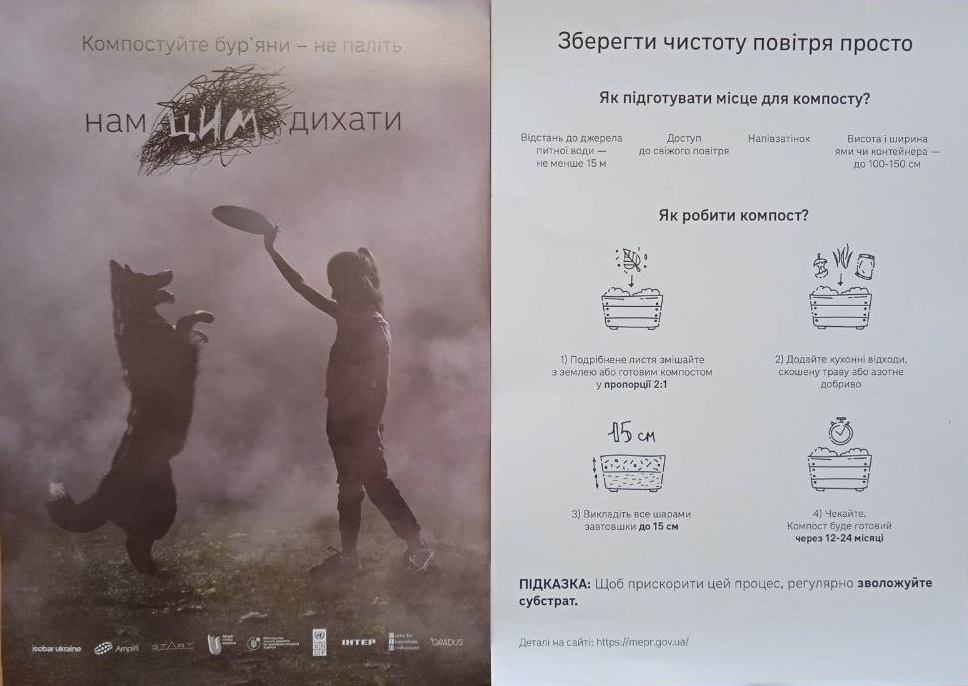 Компостуйте бур'яни – не паліть
нам цим дихати
isobar ukraine
Amplifi
START
ІНТЕР
GRADUS
Зберегти чистоту повітря просто
Як підготувати місце для компосту?
Відстань до джерела
питної води —
не менше 15 м
Доступ
до свіжого повітря
Напівзатінок
Висота і ширина
ями чи контейнера —
до 100-150 см
Як робити компост?
1) Подрібнене листя змішайте
з землею або готовим компостом
у пропорції 2:1
2) Додайте кухонні відходи,
скошену траву або азотне
добриво
15 см
3) Викладіть все шарами
завтовшки до 15 см
4) Чекайте.
Компост буде готовий
через 12-24 місяці
ПІДКАЗКА: Щоб прискорити цей процес, регулярно зволожуйте
субстрат.
Деталі на сайті: https://mepr.gov.ua/